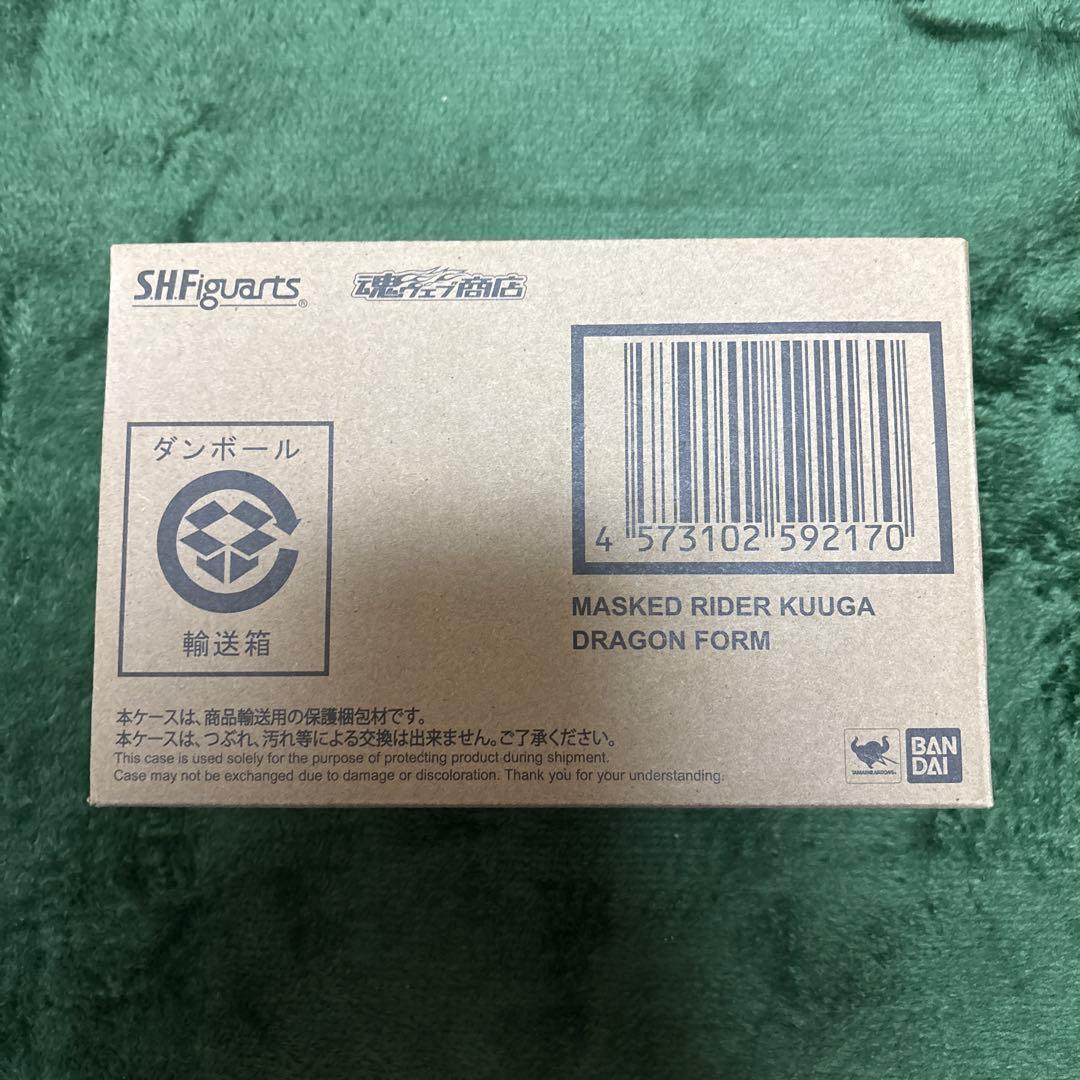 S.H.Figuarts®
魂ウェブ商店
ダンボール
輸送箱
4 573102 592170
MASKED RIDER KUUGA
DRAGON FORM
本ケースは、商品輸送用の保護梱包材です。
本ケースは、つぶれ、汚れ等による交換は出来ません。ご了承ください。
This case is used solely for the purpose of protecting product during shipment.
Case may not be exchanged due to damage or discoloration. Thank you for your understanding.
TAMASHII NATIONS
BAN
DAI